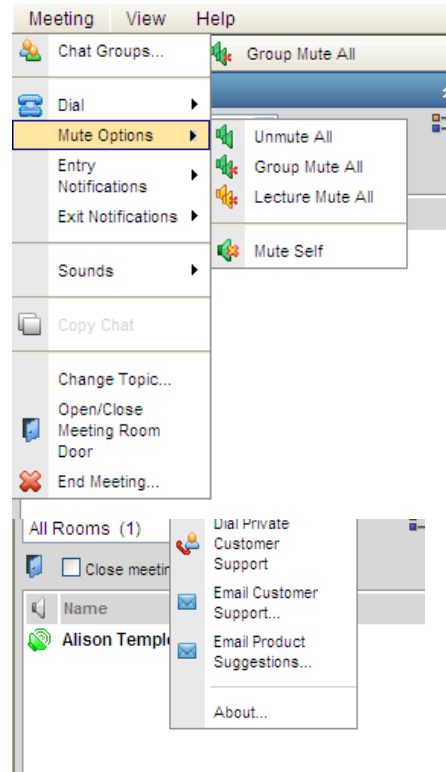 Meeting View Help
Chat Groups...
Group Mute All
Dial
Mute Options
Unmute All
Entry
Notifications
Group Mute All
Lecture Mute All
Exit Notifications
Mute Self
Sounds
Copy Chat
Change Topic...
Open/Close
Meeting Room
Door
End Meeting...
All Rooms (1)
Dial Private
Customer
Support
Close
Email Customer
Support...
Name
Alison
Email Product
Suggestions...
About...